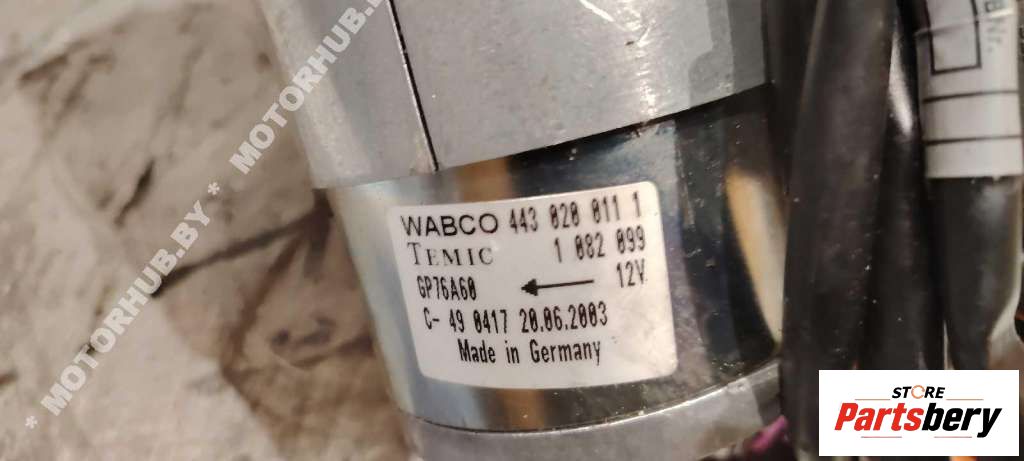 * MOTORHUB.BY * MOTORHUB.BY
WABCO 443 020 011 1
TEMIC 1 082 099
GP76A60 ← 12V
C- 49 0417 20.06.2003
Made in Germany
Nr.
STORE
Partsbery